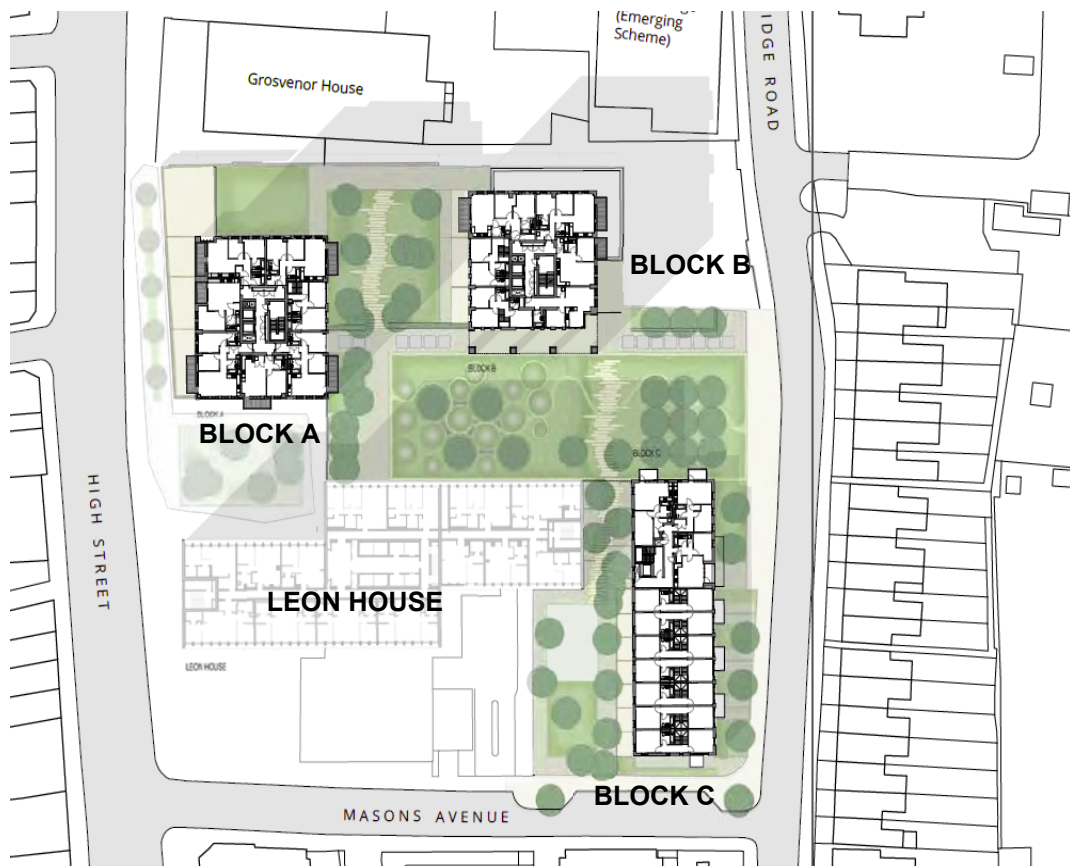 (Emerging
Scheme)
IDGE ROAD
Grosvenor House
BLOCK B
BLOCK B
BLOCK A
BLOCK A
BLOCK C
HIGH STREET
LEON HOUSE
LEON HOUSE
BLOCK C
MASONS AVENUE